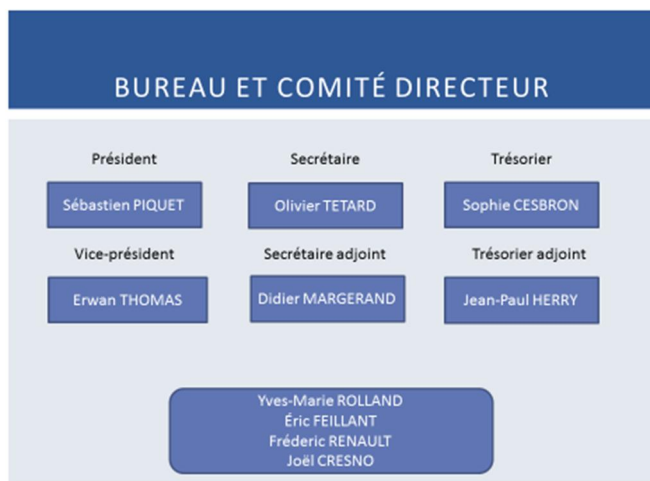 BUREAU ET COMITÉ DIRECTEUR
Président
Secrétaire
Trésorier
Sébastien PIQUET
Olivier TETARD
Sophie CESBRON
Vice-président
Secrétaire adjoint
Trésorier adjoint
Erwan THOMAS
Didier MARGERAND
Jean-Paul HERRY
Yves-Marie ROLLAND
Éric FEILLANT
Fréderic RENAULT
Joël CRESNO